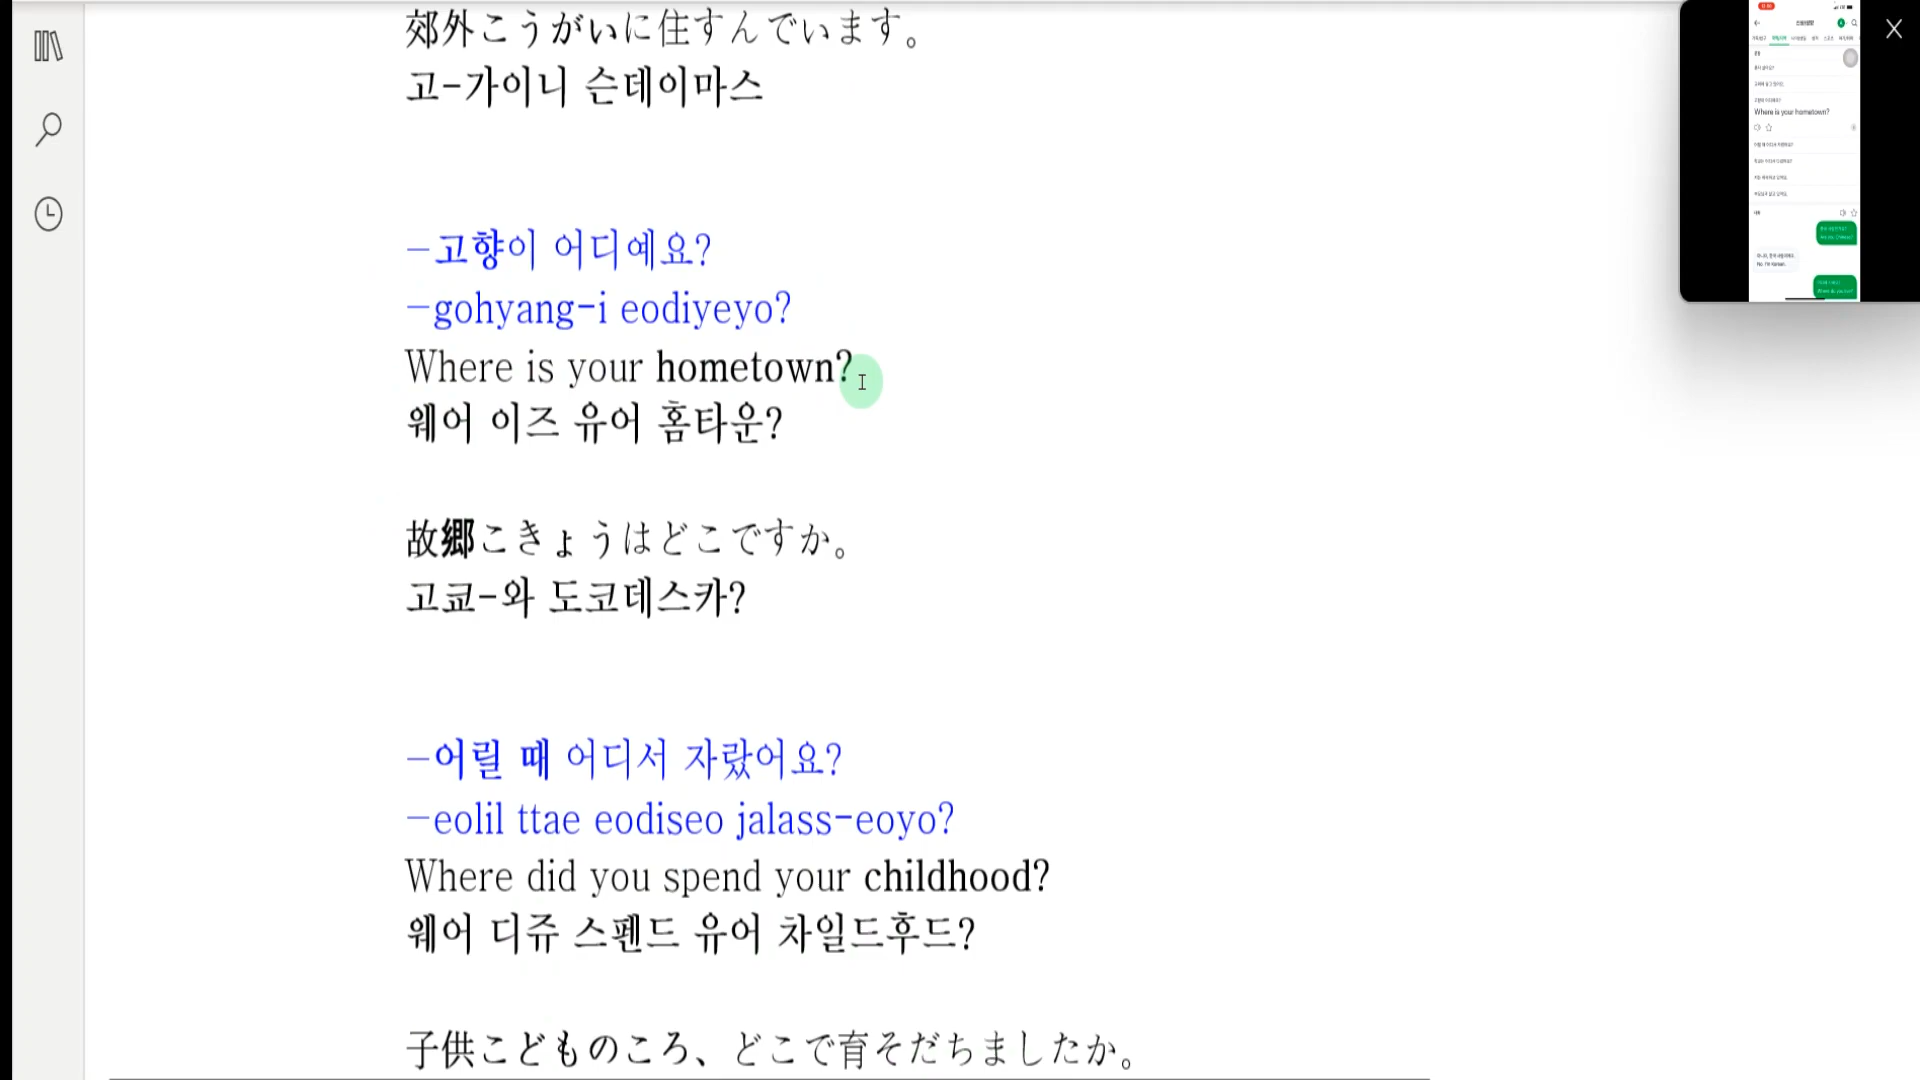 郊外こうがいに住すんでいます。
고-가이니 슨데이마스
–고향이 어디예요?
–gohyang-i eodiyeyo?
Where is your hometown?
웨어 이즈 유어 홈타운?
故郷こきょうはどこですか。
고쿄-와 도코데스카?
–어릴 때 어디서 자랐어요?
–eolil ttae eodiseo jalass-eoyo?
Where did you spend your childhood?
웨어 디쥬 스펜드 유어 차일드후드?
子供こどものころ、どこで育そだちましたか。
Where is your hometown?